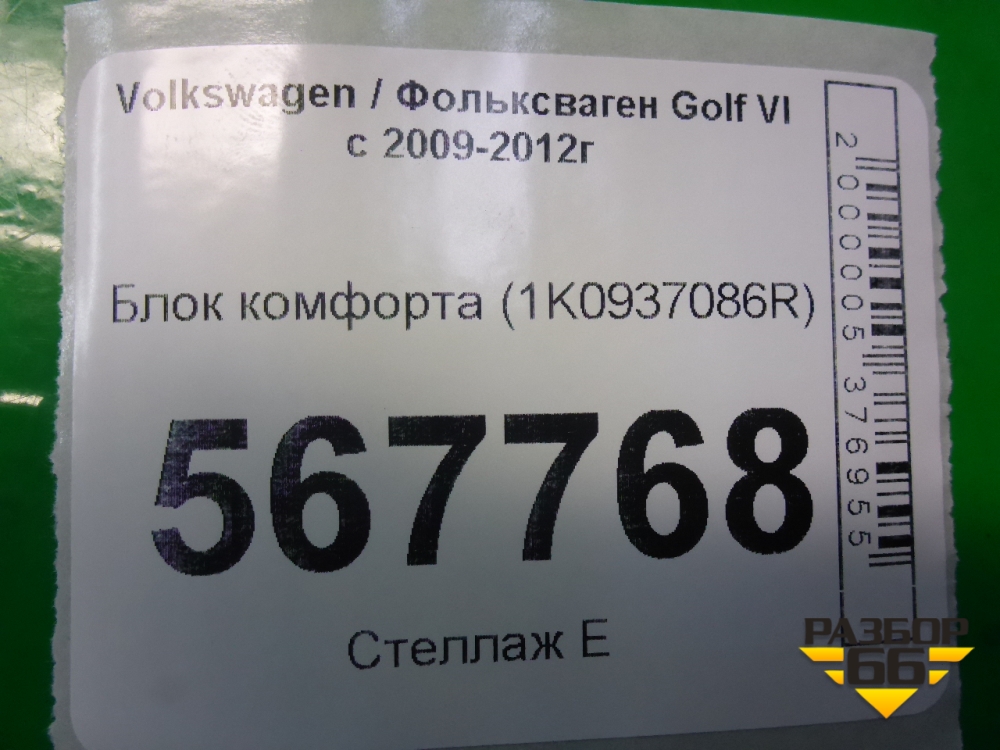 Volkswagen / Фольксваген Golf VI
с 2009-2012г
Блок комфорта (1K0937086R)
567768
Стеллаж Е
2000005376955
РАЗБОР
66